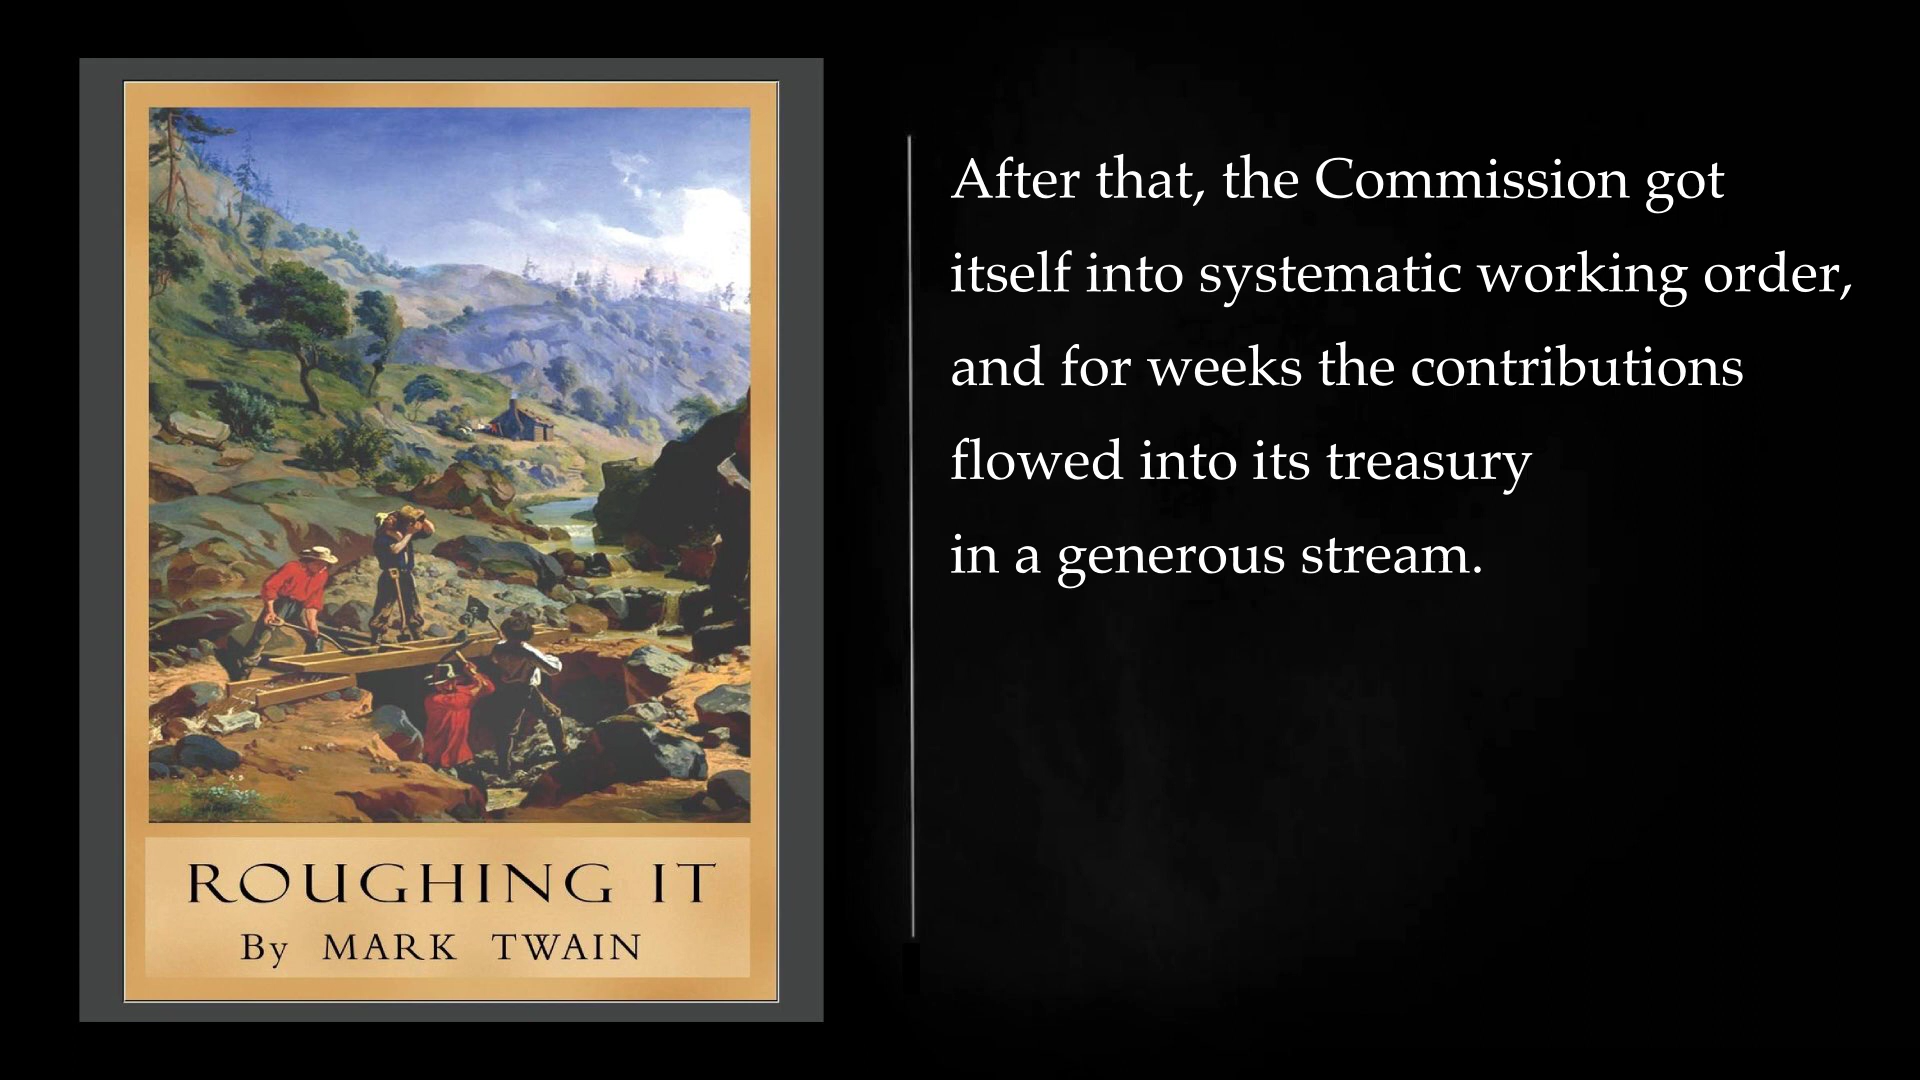 ROUGHING IT
By MARK TWAIN
After that, the Commission got
itself into systematic working order,
and for weeks the contributions
flowed into its treasury
in a generous stream.